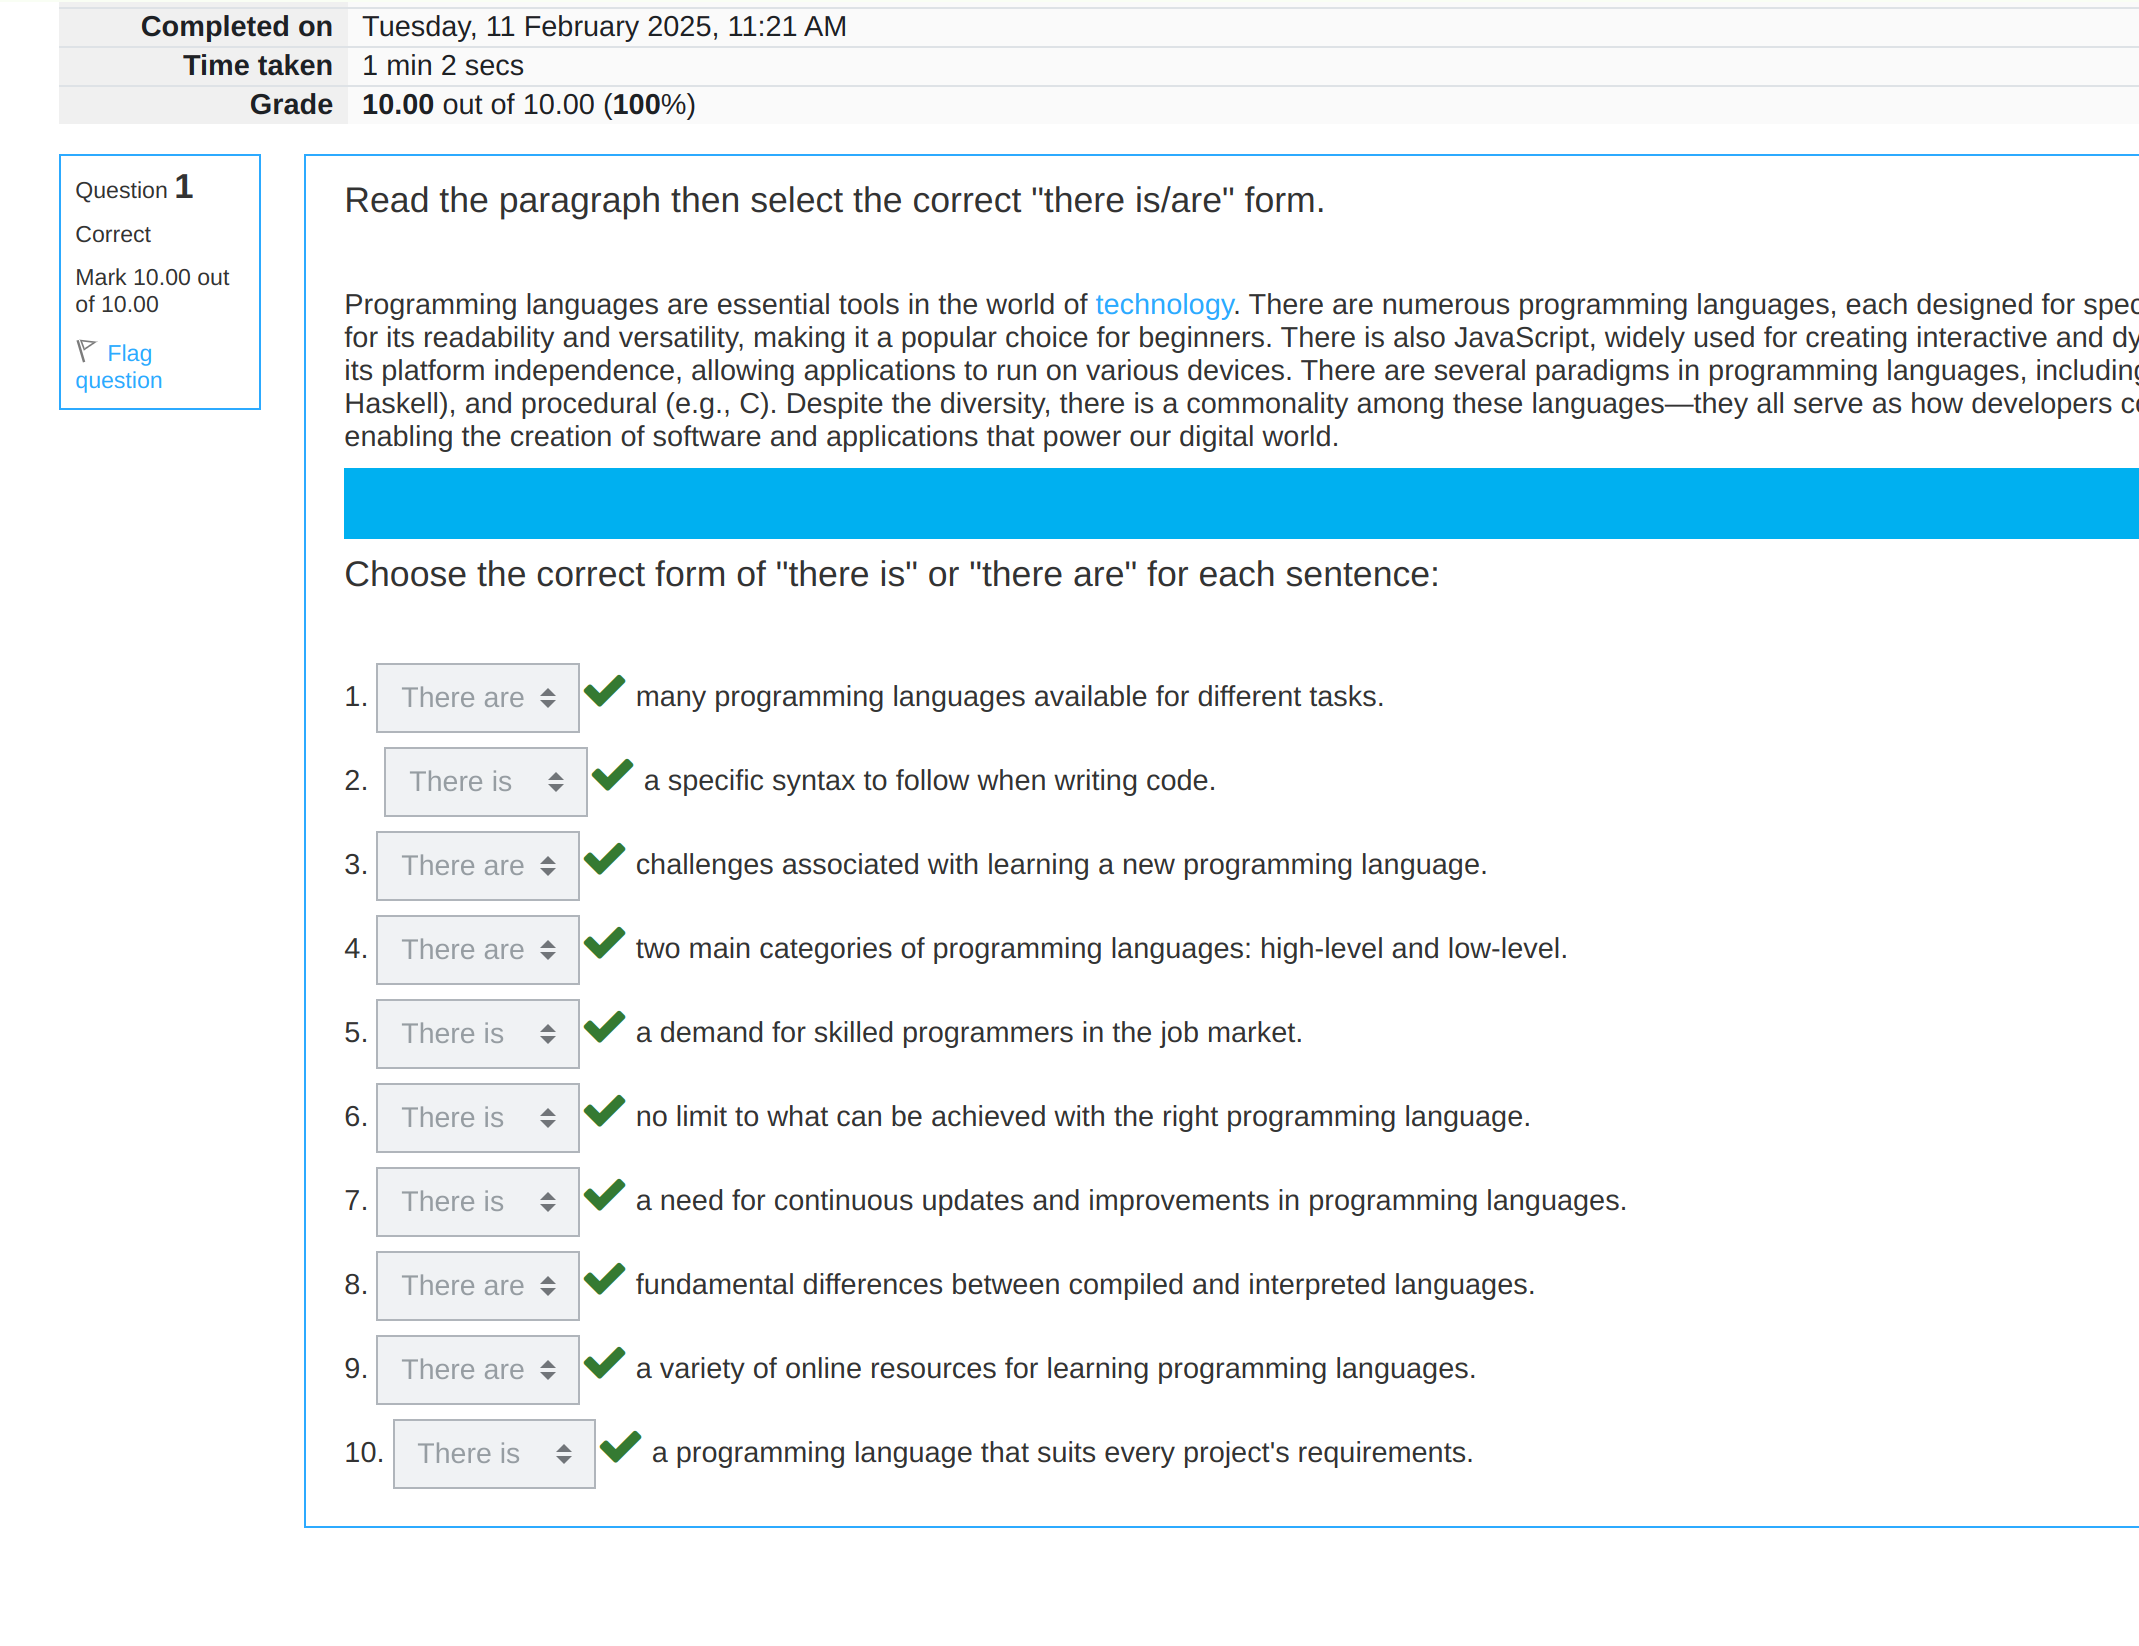 Completed on Tuesday, 11 February 2025, 11:21 AM
Time taken 1 min 2 secs
Grade 10.00 out of 10.00 (100%)
Question 1
Correct
Mark 10.00 out
of 10.00
Flag
question
Read the paragraph then select the correct "there is/are" form.
Programming languages are essential tools in the world of technology. There are numerous programming languages, each designed for spec
for its readability and versatility, making it a popular choice for beginners. There is also JavaScript, widely used for creating interactive and dy
its platform independence, allowing applications to run on various devices. There are several paradigms in programming languages, including
Haskell), and procedural (e.g., C). Despite the diversity, there is a commonality among these languages—they all serve as how developers co
enabling the creation of software and applications that power our digital world.
Choose the correct form of "there is" or "there are" for each sentence:
1. There are many programming languages available for different tasks.
2. There is a specific syntax to follow when writing code.
3. There are challenges associated with learning a new programming language.
4. There are two main categories of programming languages: high-level and low-level.
5. There is a demand for skilled programmers in the job market.
6. There is no limit to what can be achieved with the right programming language.
7. There is a need for continuous updates and improvements in programming languages.
8. There are fundamental differences between compiled and interpreted languages.
9. There are a variety of online resources for learning programming languages.
10. There is a programming language that suits every project's requirements.